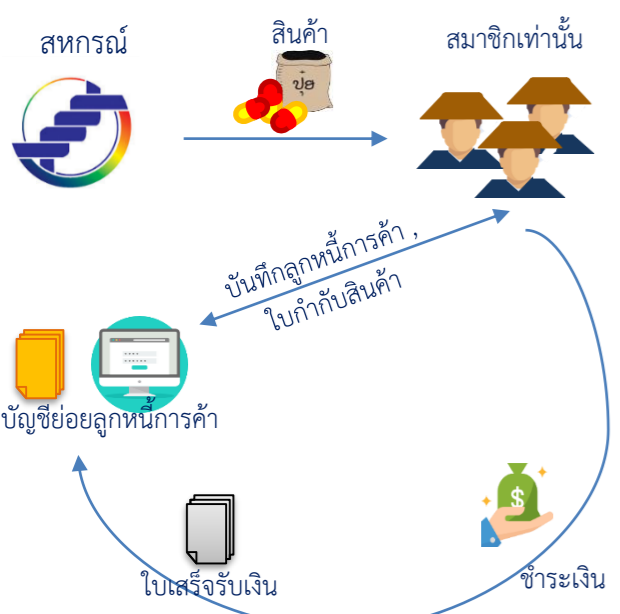 สหกรณ์
สินค้า
สมาชิกเท่านั้น
ปุ๋ย
บันทึกลูกหนี้การค้า ,
ใบกำกับสินค้า
บัญชีย่อยลูกหนี้การค้า
ใบเสร็จรับเงิน
ชำระเงิน